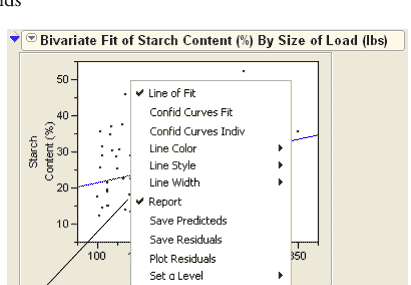 nds
Bivariate Fit of Starch Content (%) By Size of Load (lbs)
50
40
30
20
10
Starch
Content (%)
100
350
Line of Fit
Confid Curves Fit
Confid Curves Indiv
Line Color
Line Style
Line Width
Report
Save Predicteds
Save Residuals
Plot Residuals
Set α Level